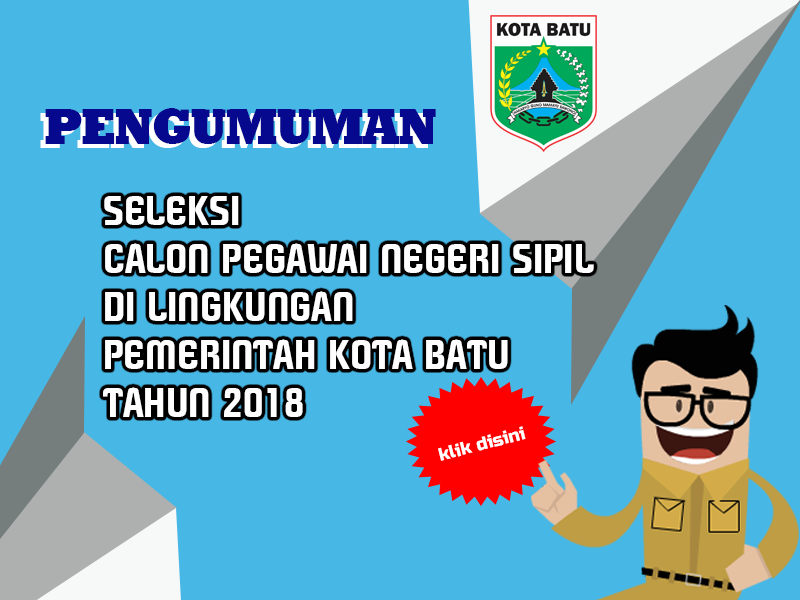 KOTA BATU
PENGUMUMAN
SELEKSI
CALON PEGAWAI NEGERI SIPIL
DI LINGKUNGAN
PEMERINTAH KOTA BATU
TAHUN 2018
klik disini